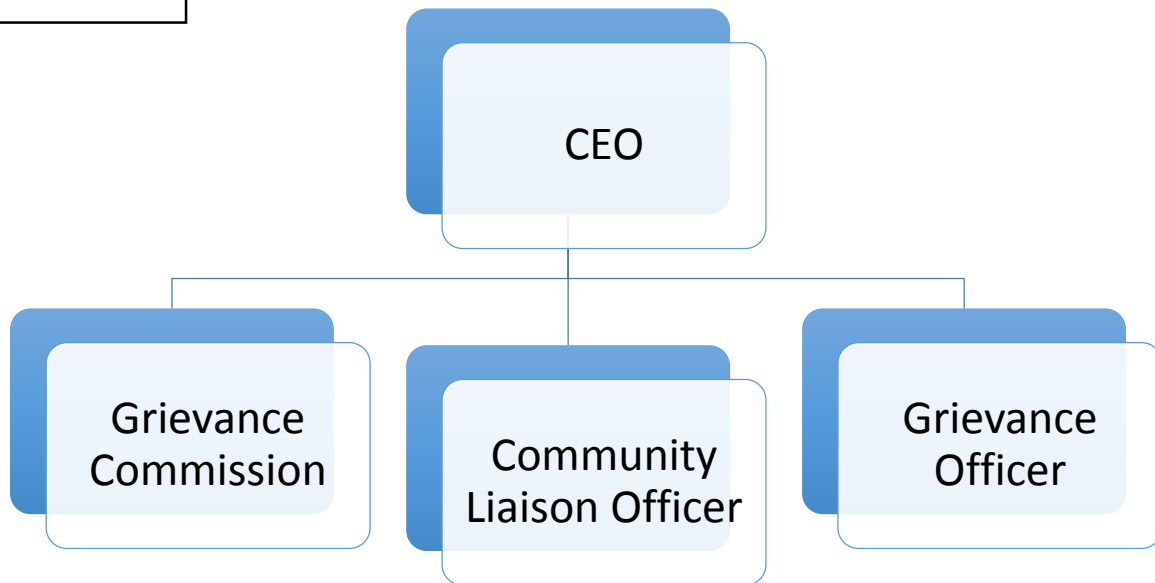 CEO
Grievance
Commission
Community
Liaison Officer
Grievance
Officer